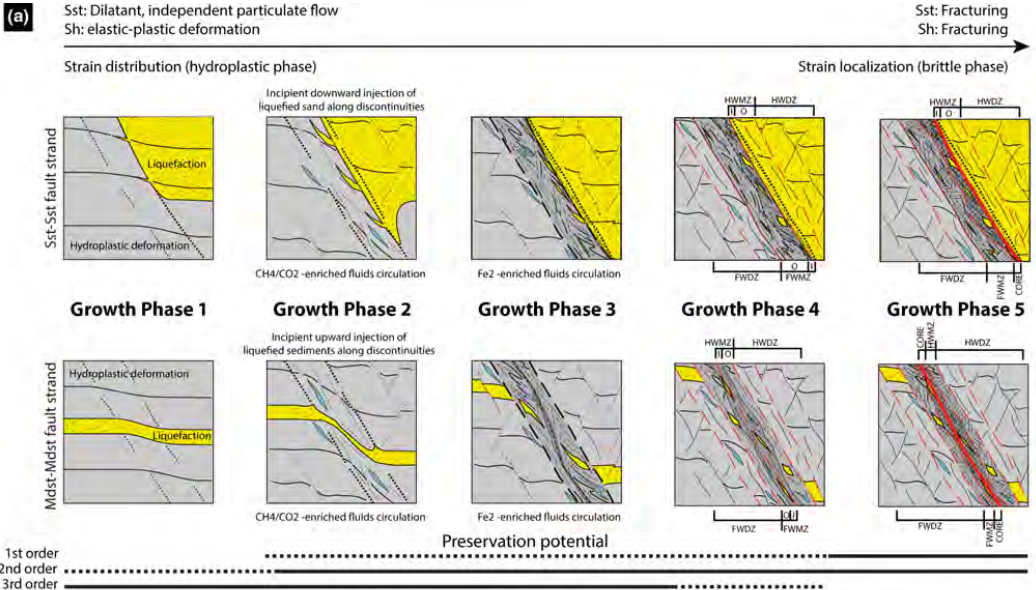 (a)
Sst: Dilatant, independent particulate flow
Sh: elastic-plastic deformation
Sst: Fracturing
Sh: Fracturing
Strain distribution (hydroplastic phase)
Strain localization (brittle phase)
Sst-Sst fault strand
Liquefaction
Hydroplastic deformation
Incipient downward injection of
liquefied sand along discontinuities
CH4/CO2 -enriched fluids circulation
Fe2 -enriched fluids circulation
HWMZ
HWDZ
I
O
FWDZ
O
I
FWMZ
HWMZ
HWDZ
I
O
FWDZ
FWMZ
CORE
Growth Phase 1
Growth Phase 2
Growth Phase 3
Growth Phase 4
Growth Phase 5
Mdst-Mdst fault strand
Hydroplastic deformation
Liquefaction
Incipient upward injection of
liquefied sediments along discontinuities
CH4/CO2 -enriched fluids circulation
Fe2 -enriched fluids circulation
HWMZ
HWDZ
I
O
FWDZ
O
I
FWMZ
CORE
HWMZ
HWDZ
FWDZ
FWMZ
CORE
Preservation potential
1st order
2nd order
3rd order